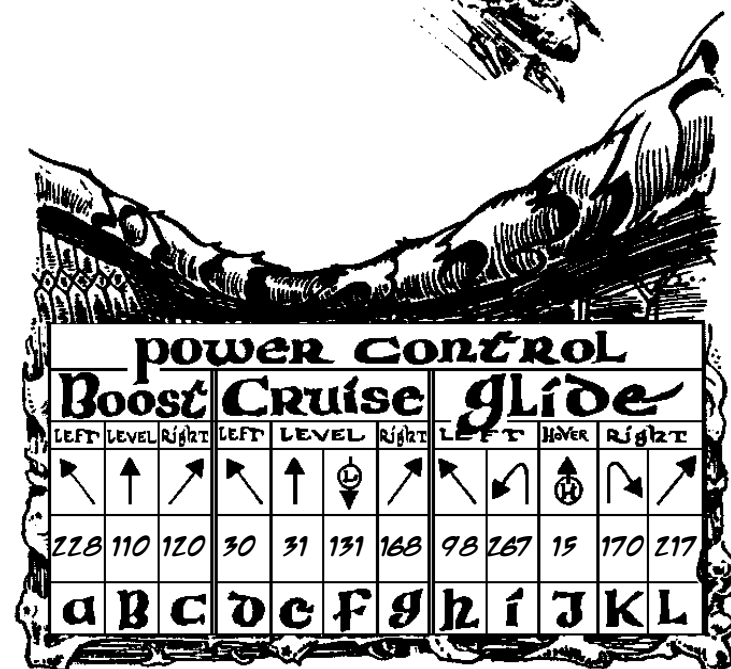 power control
Boost Cruise Glide
LEFT LEVEL Right LEFT LEVEL Right LEFT HOVER Right
L H
228 110 120 30 31 131 168 98 267 15 170 217
a B C D e F g h i J K L